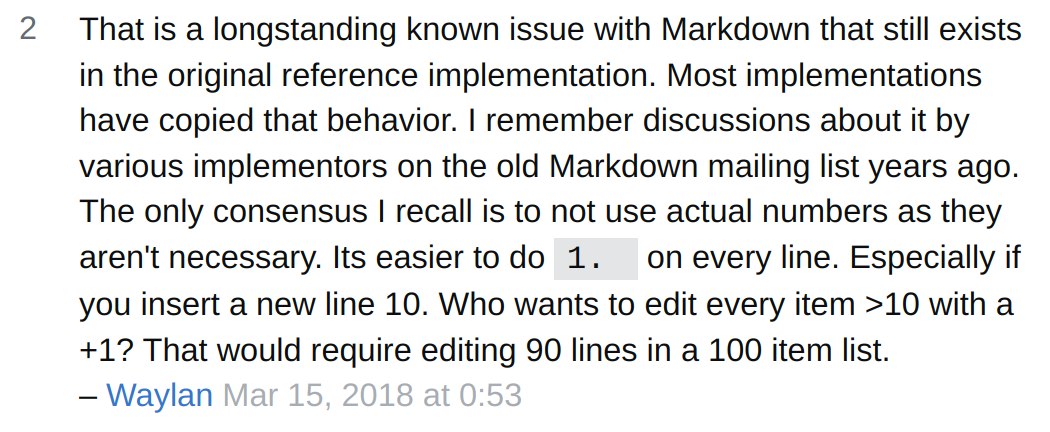 2 That is a longstanding known issue with Markdown that still exists
in the original reference implementation. Most implementations
have copied that behavior. I remember discussions about it by
various implementors on the old Markdown mailing list years ago.
The only consensus I recall is to not use actual numbers as they
aren't necessary. Its easier to do 1. on every line. Especially if
you insert a new line 10. Who wants to edit every item >10 with a
+1? That would require editing 90 lines in a 100 item list.
– Waylan Mar 15, 2018 at 0:53